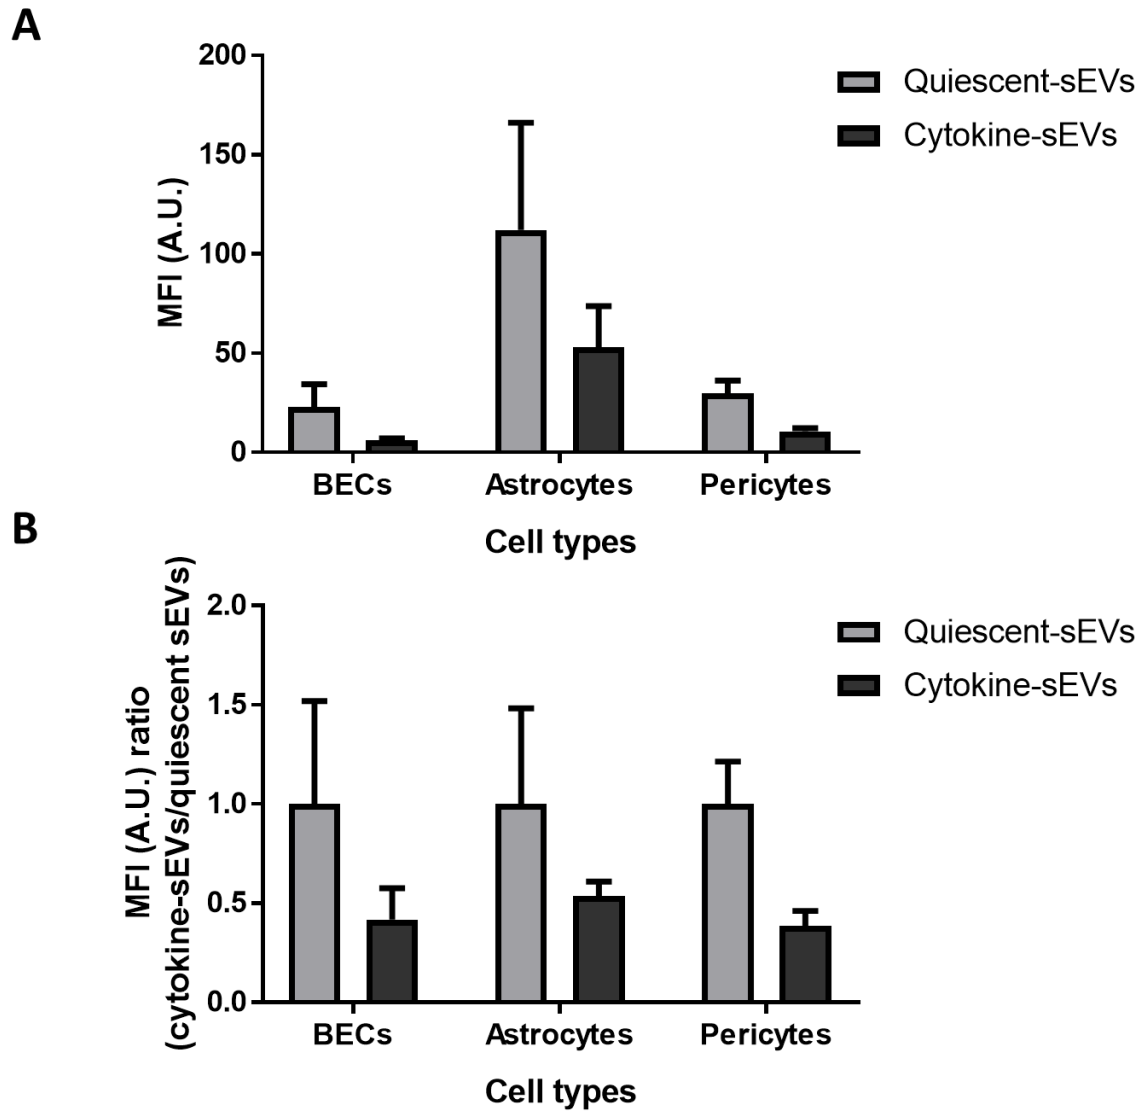 A
200
150
100
50
0
MFI (A.U.)
BECs
Astrocytes
Pericytes
Cell types
Quiescent-sEVs
Cytokine-sEVs
B
2.0
1.5
1.0
0.5
0.0
MFI (A.U.) ratio
(cytokine-sEVs/quiescent sEVs)
BECs
Astrocytes
Pericytes
Cell types
Quiescent-sEVs
Cytokine-sEVs